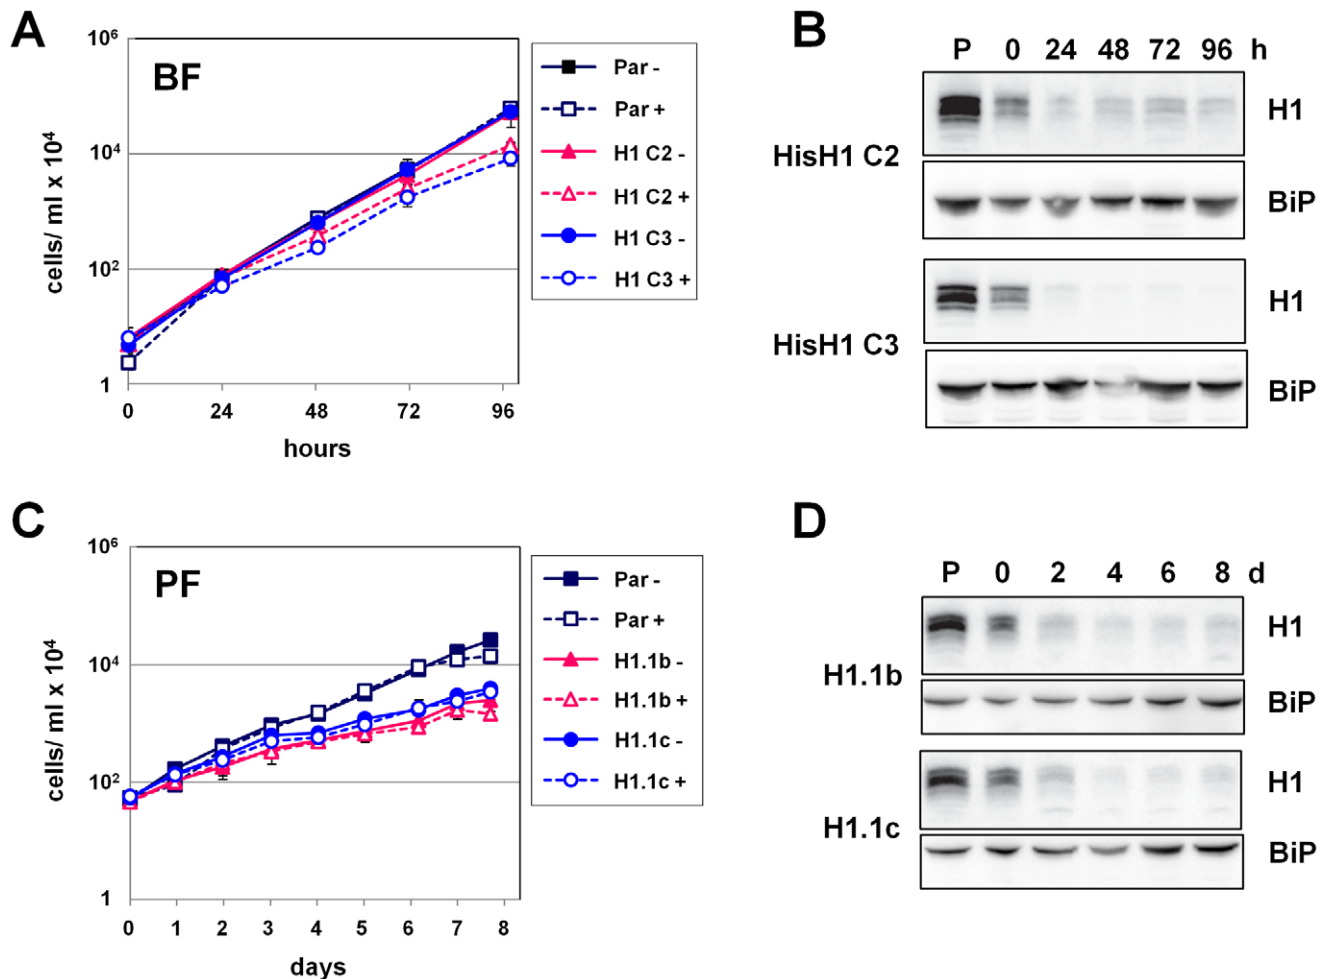 A
BF
10⁶
10⁴
10²
1
cells/ ml x 10⁴
0 24 48 72 96
hours
Par -
Par +
H1 C2 -
H1 C2 +
H1 C3 -
H1 C3 +
B
P 0 24 48 72 96 h
HisH1 C2
H1
BiP
HisH1 C3
H1
BiP
C
PF
10⁶
10⁴
10²
1
cells/ ml x 10⁴
0 1 2 3 4 5 6 7 8
days
Par -
Par +
H1.1b -
H1.1b +
H1.1c -
H1.1c +
D
P 0 2 4 6 8 d
H1.1b
H1
BiP
H1.1c
H1
BiP